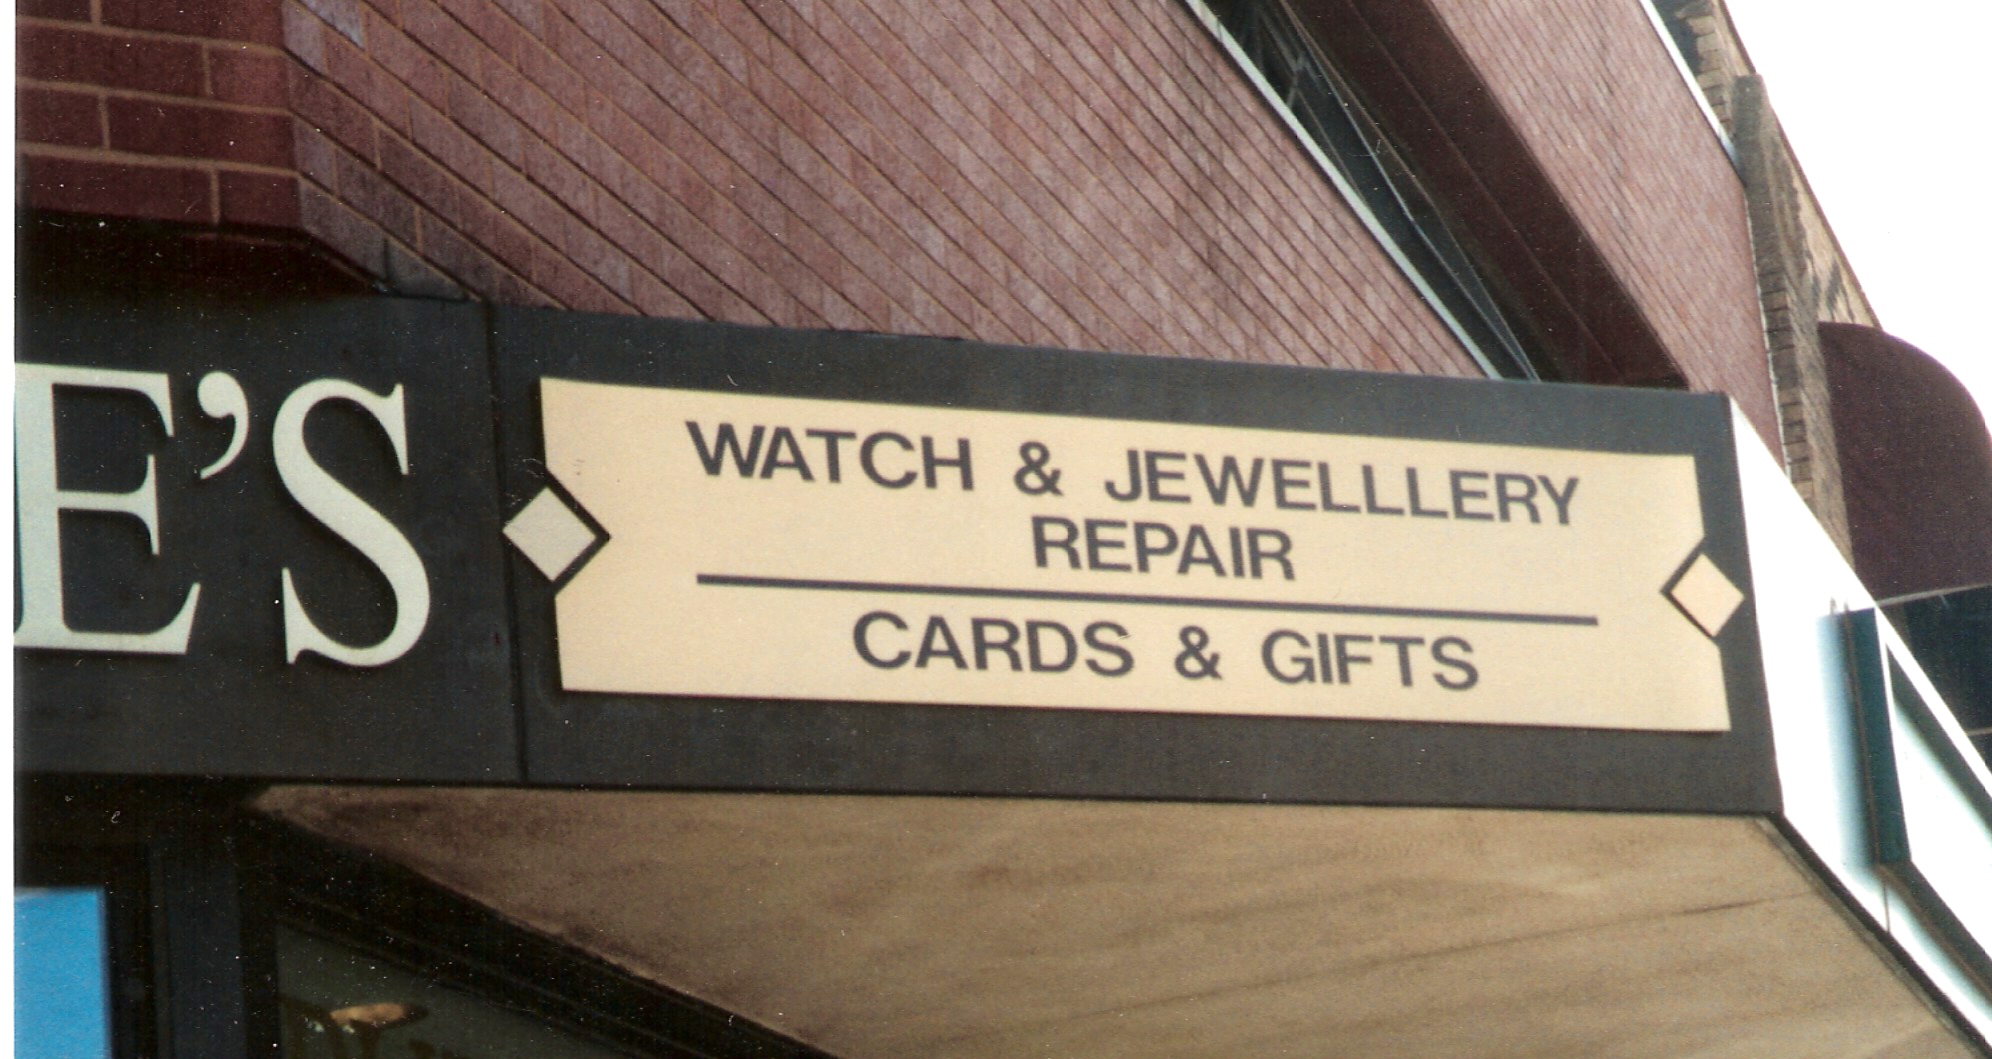 E'S
WATCH & JEWELLLERY
REPAIR
CARDS & GIFTS